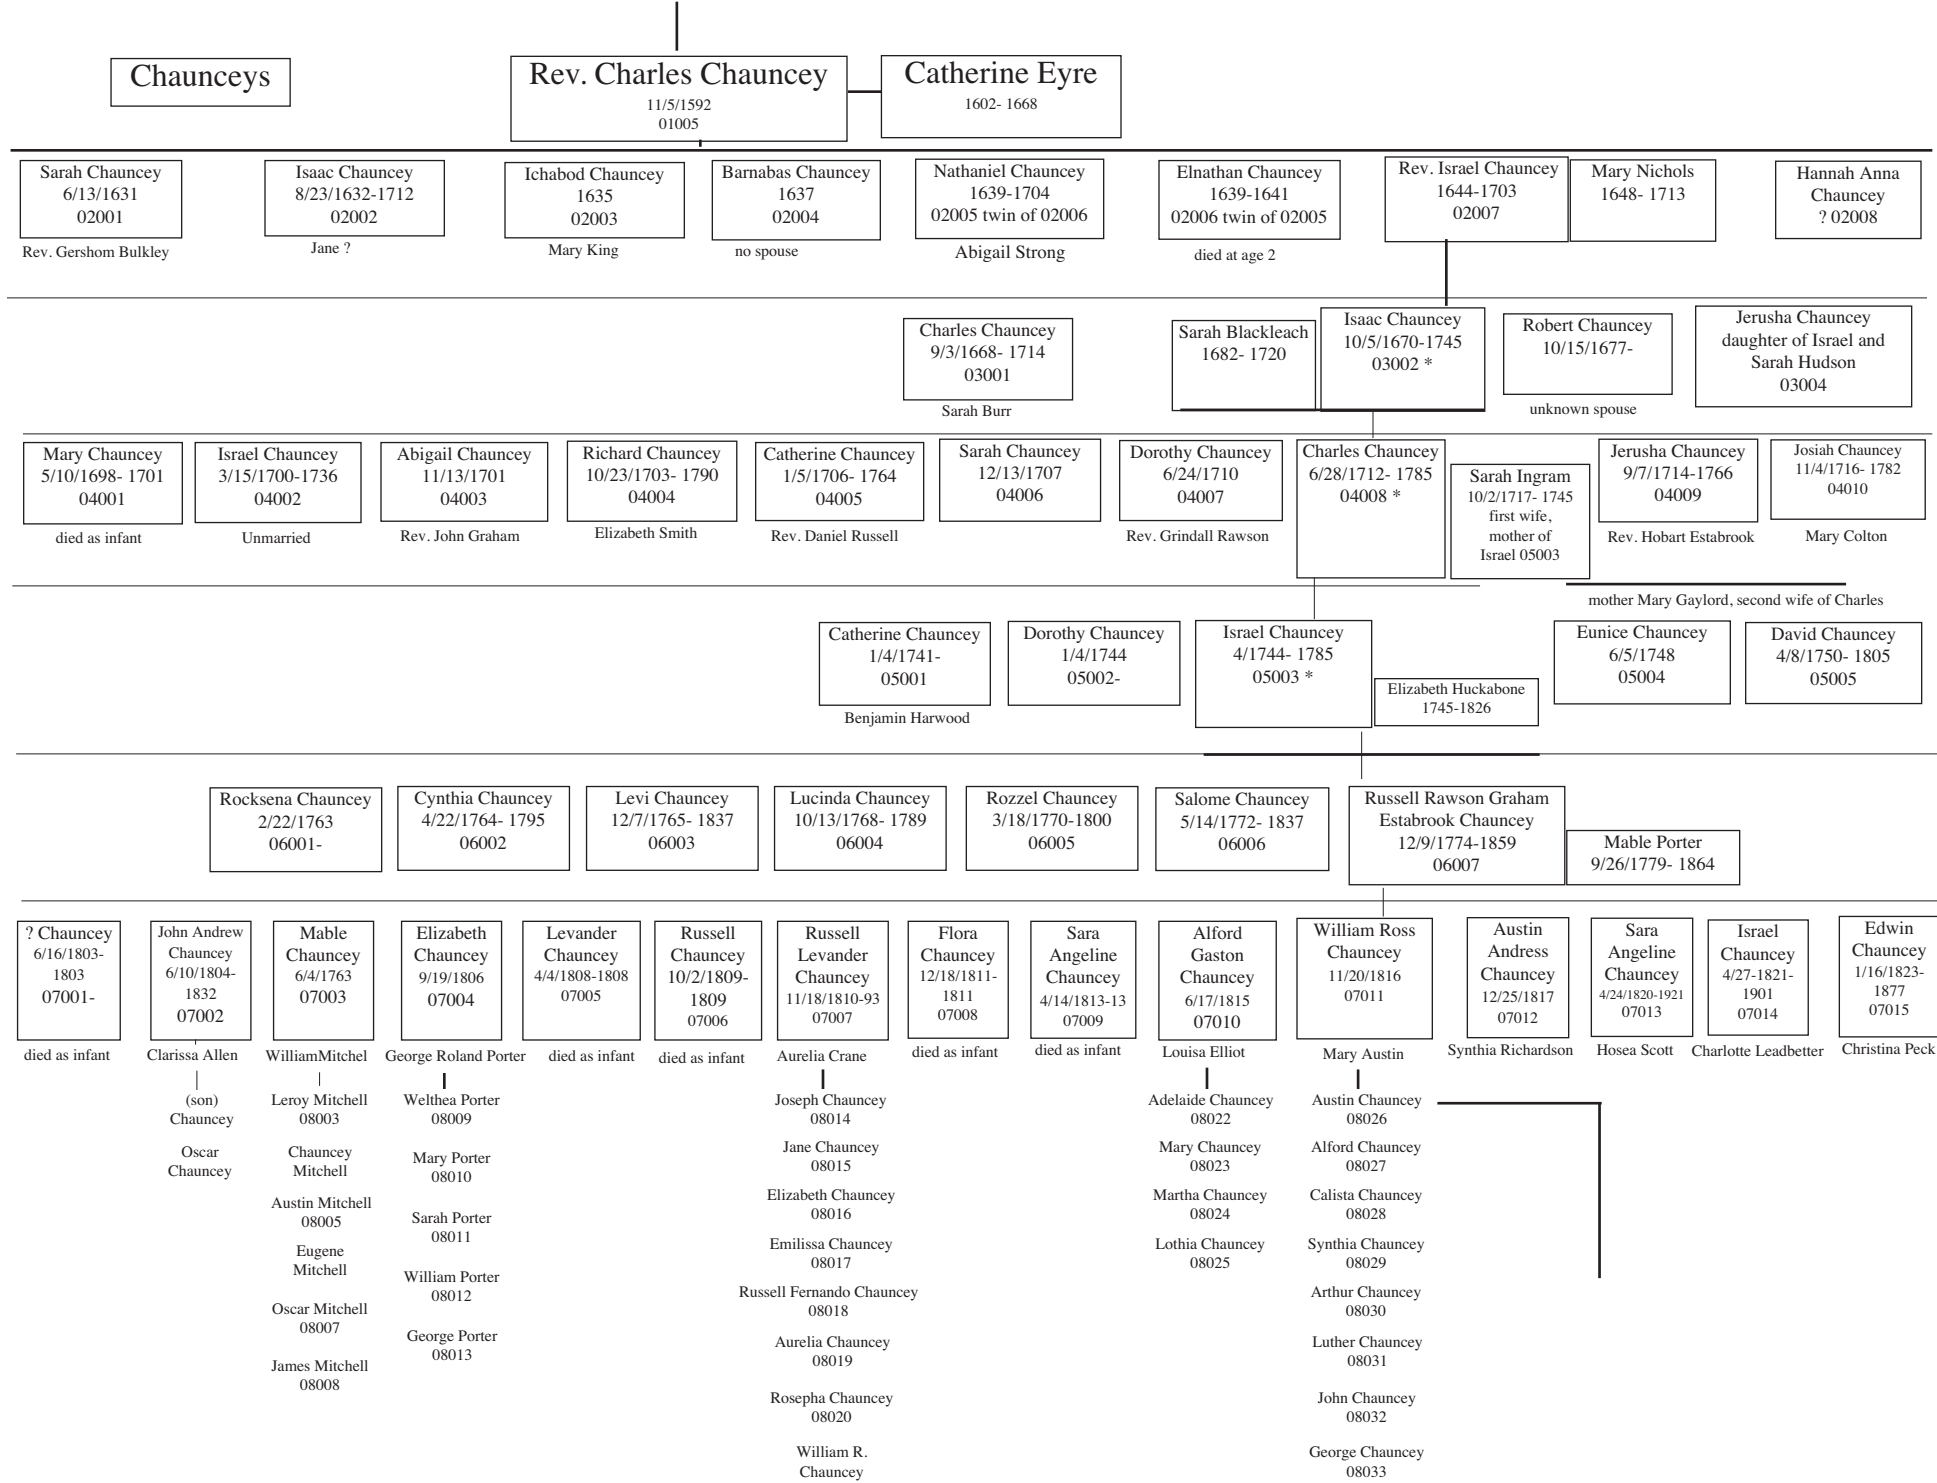 Chaunceys
Rev. Charles Chauncey
11/5/1592
01005
Catherine Eyre
1602- 1668
Sarah Chauncey
6/13/1631
02001
Rev. Gershom Bulkley
Isaac Chauncey
8/23/1632-1712
02002
Jane ?
Ichabod Chauncey
1635
02003
Mary King
Barnabas Chauncey
1637
02004
no spouse
Nathaniel Chauncey
1639-1704
02005 twin of 02006
Abigail Strong
Elnathan Chauncey
1639-1641
02006 twin of 02005
died at age 2
Rev. Israel Chauncey
1644-1703
02007
Mary Nichols
1648- 1713
Hannah Anna
Chauncey
? 02008
Charles Chauncey
9/3/1668- 1714
03001
Sarah Burr
Sarah Blackleach
1682- 1720
Isaac Chauncey
10/5/1670-1745
03002 *
Robert Chauncey
10/15/1677-
unknown spouse
Jerusha Chauncey
daughter of Israel and
Sarah Hudson
03004
Mary Chauncey
5/10/1698- 1701
04001
died as infant
Israel Chauncey
3/15/1700-1736
04002
Unmarried
Abigail Chauncey
11/13/1701
04003
Rev. John Graham
Richard Chauncey
10/23/1703- 1790
04004
Elizabeth Smith
Catherine Chauncey
1/5/1706- 1764
04005
Rev. Daniel Russell
Sarah Chauncey
12/13/1707
04006
Dorothy Chauncey
6/24/1710
04007
Rev. Grindall Rawson
Charles Chauncey
6/28/1712- 1785
04008 *
Sarah Ingram
10/2/1717- 1745
first wife,
mother of
Israel 05003
Jerusha Chauncey
9/7/1714-1766
04009
Rev. Hobart Estabrook
Josiah Chauncey
11/4/1716- 1782
04010
Mary Colton
mother Mary Gaylord, second wife of Charles
Catherine Chauncey
1/4/1741-
05001
Benjamin Harwood
Dorothy Chauncey
1/4/1744
05002-
Israel Chauncey
4/1744- 1785
05003 *
Elizabeth Huckabone
1745-1826
Eunice Chauncey
6/5/1748
05004
David Chauncey
4/8/1750- 1805
05005
Rocksena Chauncey
2/22/1763
06001-
Cynthia Chauncey
4/22/1764- 1795
06002
Levi Chauncey
12/7/1765- 1837
06003
Lucinda Chauncey
10/13/1768- 1789
06004
Rozzel Chauncey
3/18/1770-1800
06005
Salome Chauncey
5/14/1772- 1837
06006
Russell Rawson Graham
Estabrook Chauncey
12/9/1774-1859
06007
Mable Porter
9/26/1779- 1864
? Chauncey
6/16/1803-
1803
07001-
died as infant
John Andrew
Chauncey
6/10/1804-
1832
07002
Clarissa Allen
(son)
Chauncey
Oscar
Chauncey
Mable
Chauncey
6/4/1763
07003
WilliamMitchel
Leroy Mitchell
08003
Chauncey
Mitchell
Austin Mitchell
08005
Eugene
Mitchell
Oscar Mitchell
08007
James Mitchell
08008
Elizabeth
Chauncey
9/19/1806
07004
George Roland Porter
Welthea Porter
08009
Mary Porter
08010
Sarah Porter
08011
William Porter
08012
George Porter
08013
Levander
Chauncey
4/4/1808-1808
07005
died as infant
Russell
Chauncey
10/2/1809-
1809
07006
died as infant
Russell
Levander
Chauncey
11/18/1810-93
07007
Aurelia Crane
Joseph Chauncey
08014
Jane Chauncey
08015
Elizabeth Chauncey
08016
Emilissa Chauncey
08017
Russell Fernando Chauncey
08018
Aurelia Chauncey
08019
Rosepha Chauncey
08020
William R.
Chauncey
Flora
Chauncey
12/18/1811-
1811
07008
died as infant
Sara
Angeline
Chauncey
4/14/1813-13
07009
died as infant
Alford
Gaston
Chauncey
6/17/1815
07010
Louisa Elliot
Adelaide Chauncey
08022
Mary Chauncey
08023
Martha Chauncey
08024
Lothia Chauncey
08025
William Ross
Chauncey
11/20/1816
07011
Mary Austin
Austin Chauncey
08026
Alford Chauncey
08027
Calista Chauncey
08028
Synthia Chauncey
08029
Arthur Chauncey
08030
Luther Chauncey
08031
John Chauncey
08032
George Chauncey
08033
Austin
Andress
Chauncey
12/25/1817
07012
Synthia Richardson
Sara
Angeline
Chauncey
4/24/1820-1921
07013
Hosea Scott
Israel
Chauncey
4/27-1821-
1901
07014
Charlotte Leadbetter
Edwin
Chauncey
1/16/1823-
1877
07015
Christina Peck